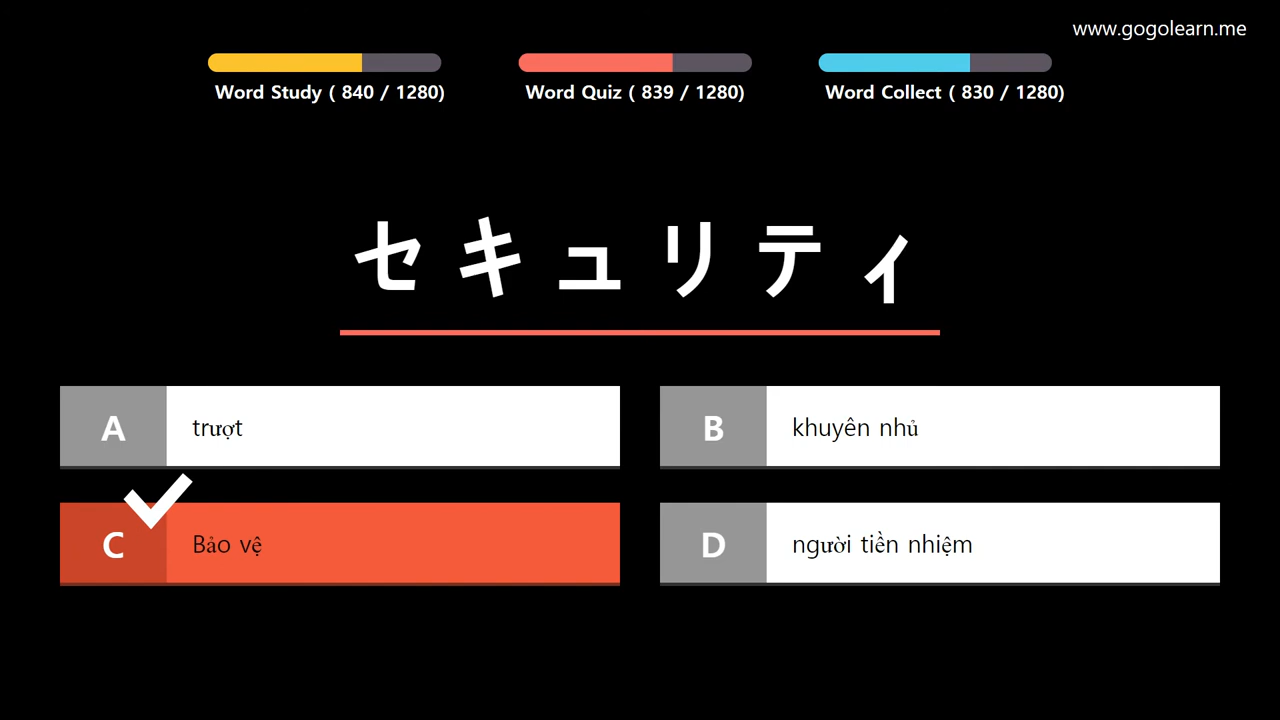 www.gogolearn.me
Word Study ( 840 / 1280)
Word Quiz ( 839 / 1280)
Word Collect ( 830 / 1280)
セキュリティ
A trượt
B khuyên nhủ
C Bảo vệ
D người tiền nhiệm